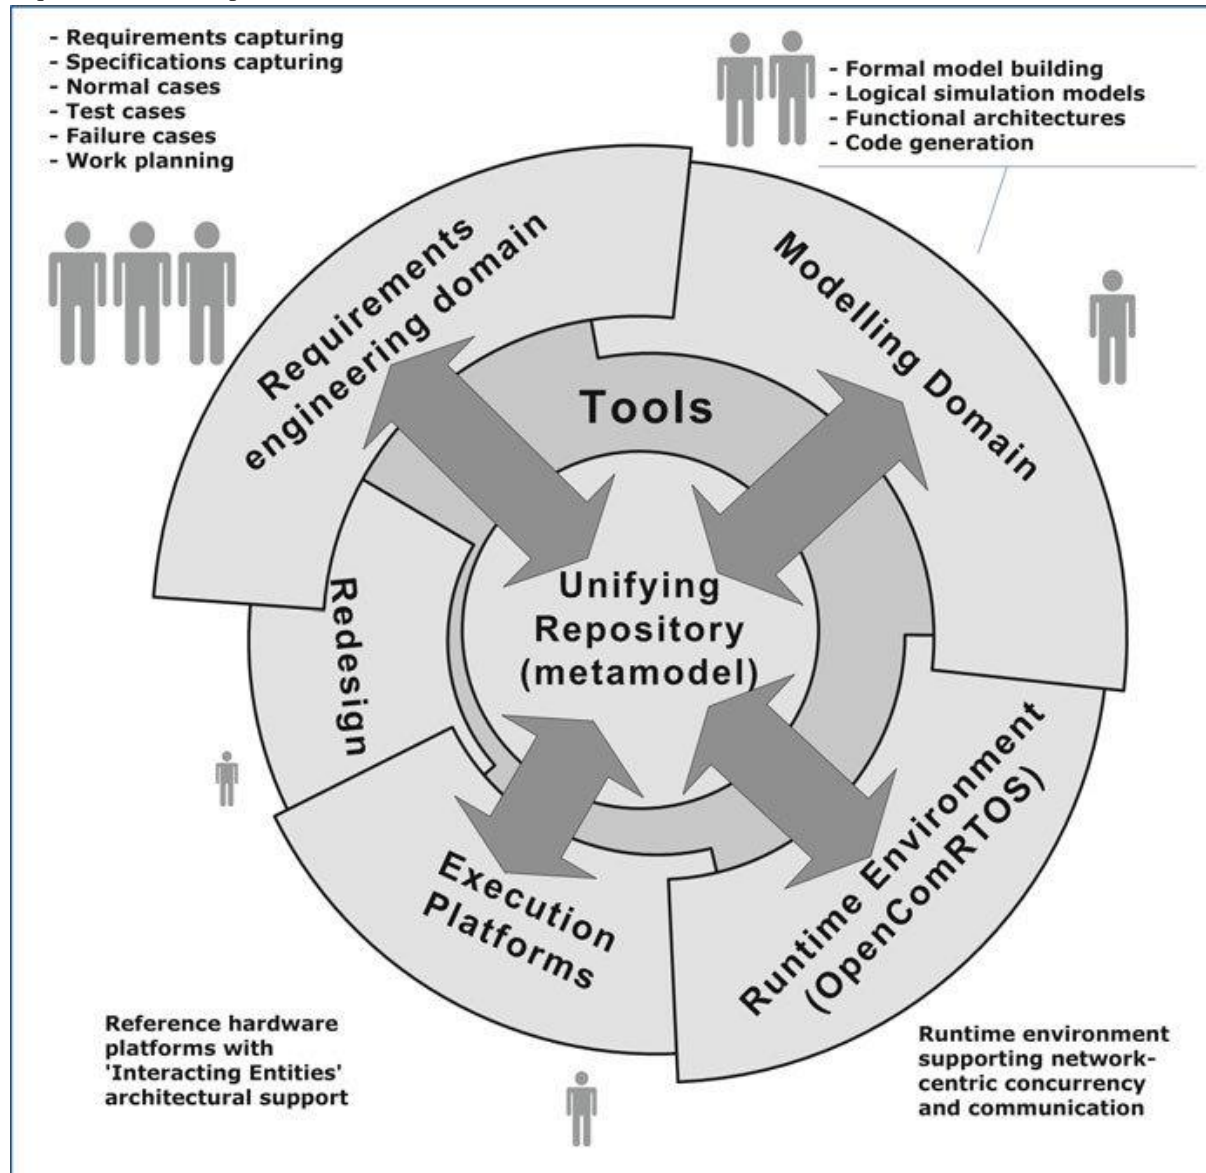 - Requirements capturing
- Specifications capturing
- Normal cases
- Test cases
- Failure cases
- Work planning
- Formal model building
- Logical simulation models
- Functional architectures
- Code generation
Requirements
engineering domain
Modelling Domain
Tools
Unifying
Repository
(metamodel)
Redesign
Execution
Platforms
Runtime Environment
(OpenComRTOS)
Reference hardware
platforms with
'Interacting Entities'
architectural support
Runtime environment
supporting network-
centric concurrency
and communication